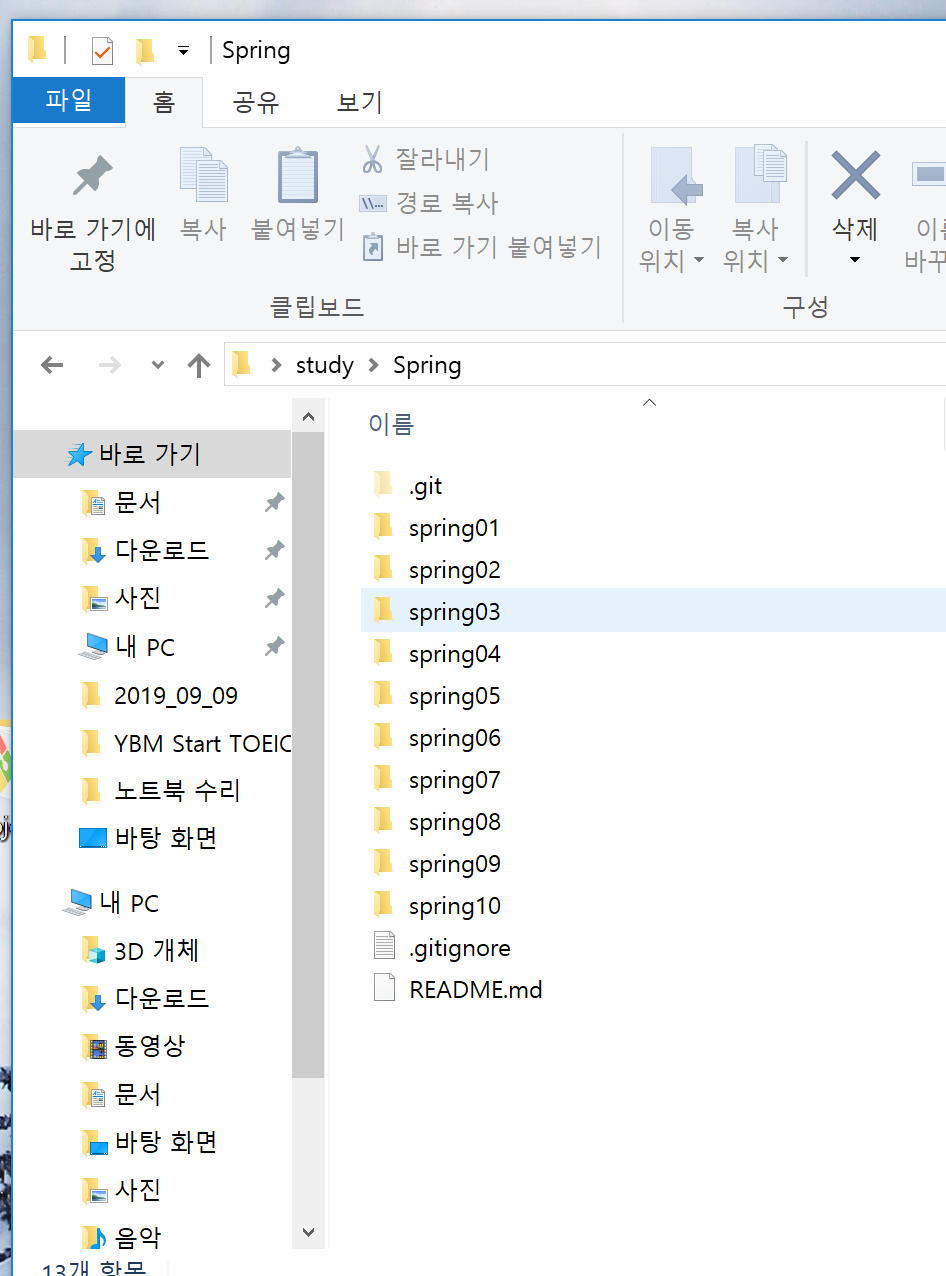 Spring
파일 홈 공유 보기
바로 가기에 고정
복사
붙여넣기
잘라내기
경로 복사
바로 가기 붙여넣기
클립보드
이동 위치
복사 위치
삭제
구성
study Spring
이름
바로 가기
문서
다운로드
사진
내 PC
2019_09_09
YBM Start TOEIC
노트북 수리
바탕 화면
내 PC
3D 개체
다운로드
동영상
문서
바탕 화면
사진
음악
.git
spring01
spring02
spring03
spring04
spring05
spring06
spring07
spring08
spring09
spring10
.gitignore
README.md
13개 항목